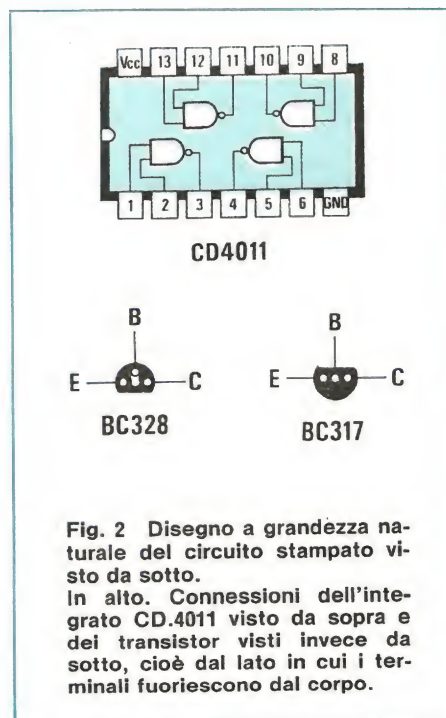 Vcc 13 12 11 10 9 8
1 2 3 4 5 6 GND
CD4011
B
E C
BC328
B
E C
BC317
Fig. 2 Disegno a grandezza na-
turale del circuito stampato vi-
sto da sotto.
In alto. Connessioni dell'inte-
grato CD.4011 visto da sopra e
dei transistor visti invece da
sotto, cioè dal lato in cui i ter-
minali fuoriescono dal corpo.